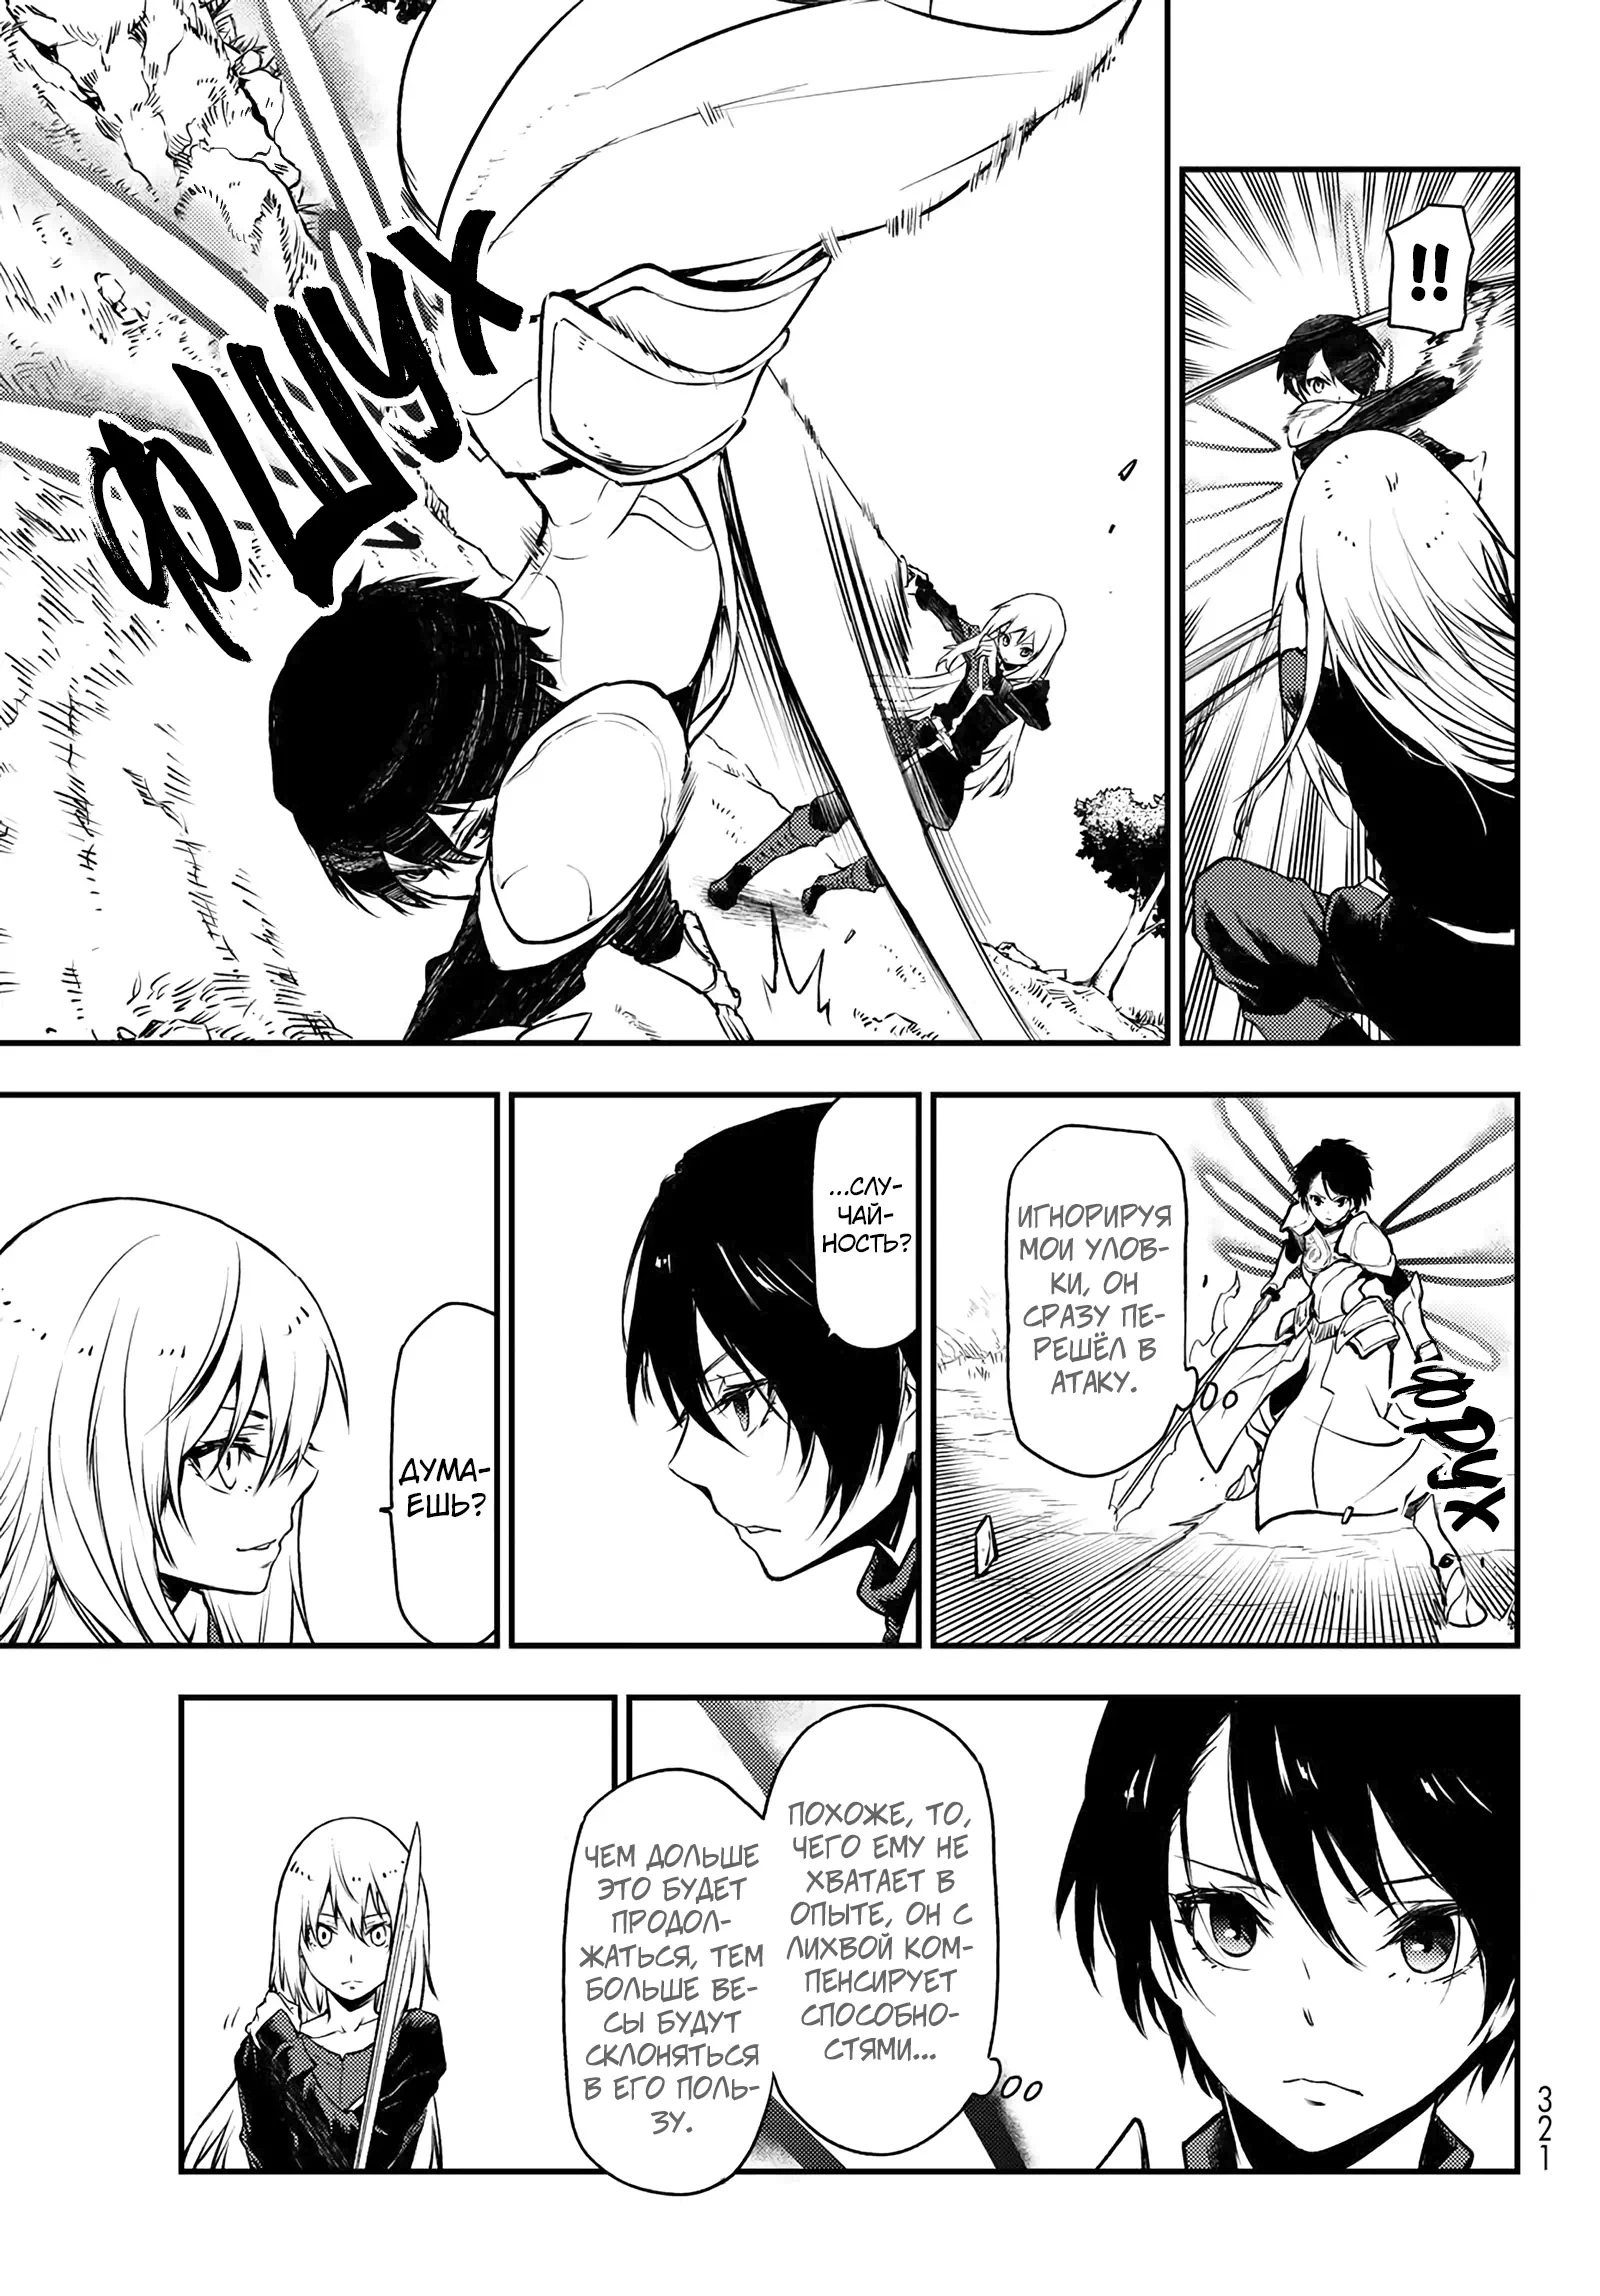 !!
ФШУХ
ИГНОРИРУЯ
МОИ УЛОВ-
КИ, ОН
СРАЗУ ПЕ-
РЕШЁЛ В
АТАКУ.
ФРУХ
...СЛУ-
ЧАЙ-
НОСТЬ?
ДУМА-
ЕШЬ?
ПОХОЖЕ, ТО,
ЧЕГО ЕМУ НЕ
ХВАТАЕТ В
ОПЫТЕ, ОН С
ЛИХВОЙ КОМ-
ПЕНСИРУЕТ
СПОСОБНО-
СТЯМИ...
ЧЕМ ДОЛЬШЕ
ЭТО БУДЕТ
ПРОДОЛ-
ЖАТЬСЯ, ТЕМ
БОЛЬШЕ ВЕ-
СЫ БУДУТ
СКЛОНЯТЬСЯ
В ЕГО ПОЛЬ-
ЗУ.
321